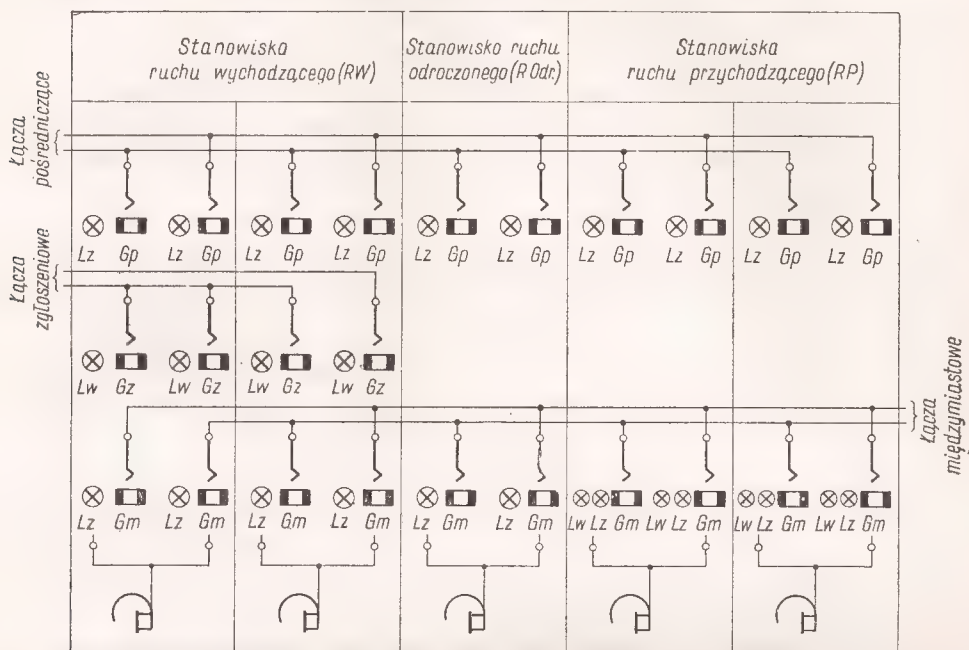 Stanowiska
ruchu wychodzącego (RW)
Stanowisko ruchu
odroczonego (R Odr.)
Stanowiska
ruchu przychodzącego (RP)
Łącza
pośredniczące
Lz Gp Lz Gp Lz Gp Lz Gp Lz Gp Lz Gp Lz Gp Lz Gp Lz Gp Lz Gp
Łącza
zgłoszeniowe
Lw Gz Lw Gz Lw Gz Lw Gz
Łącza
międzymiastowe
Lz Gm Lz Gm Lz Gm Lz Gm Lz Gm Lz Gm Lw Lz Gm Lw Lz Gm Lw Lz Gm Lw Lz Gm